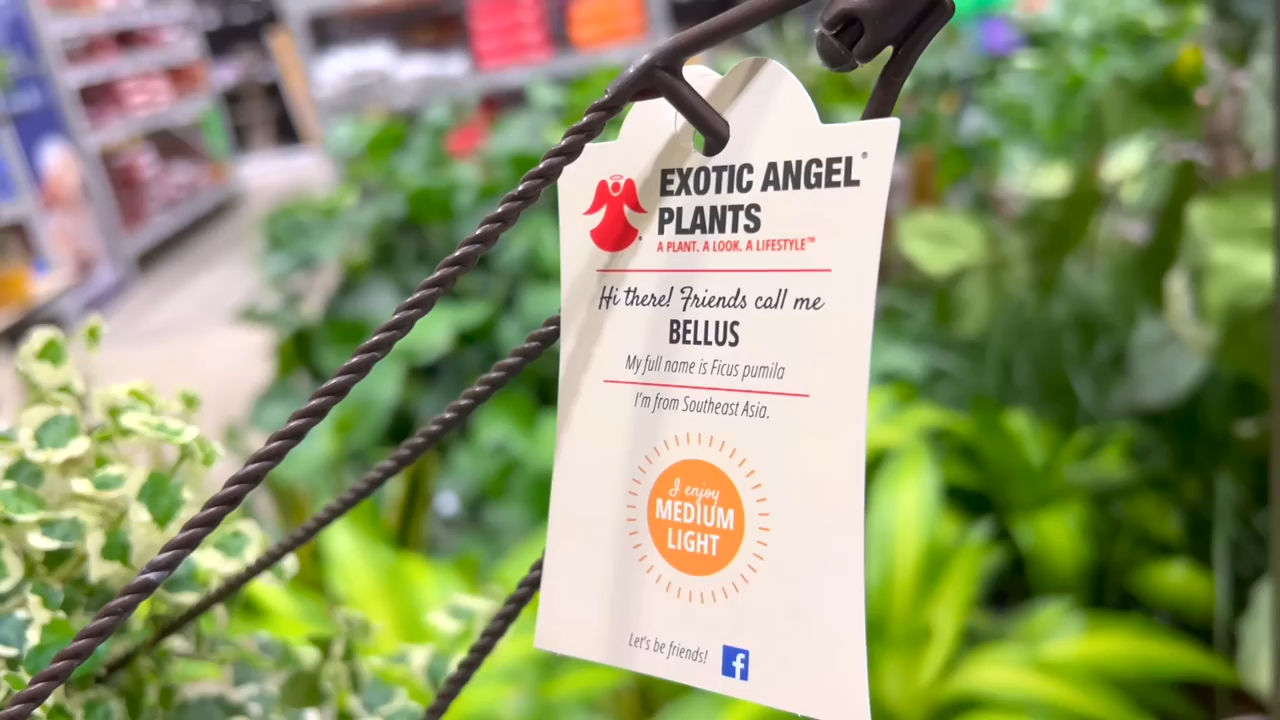 EXOTIC ANGEL®
PLANTS
A PLANT. A LOOK. A LIFESTYLE™
Hi there! Friends call me
BELLUS
My full name is Ficus pumila
I'm from Southeast Asia.
I enjoy
MEDIUM
LIGHT
Let's be friends!